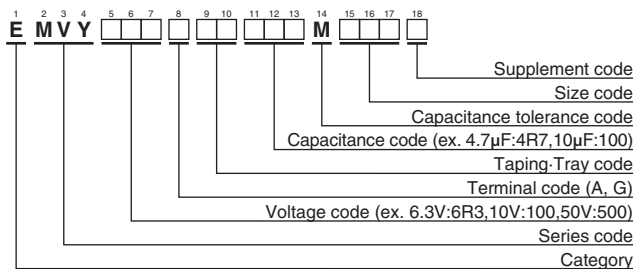 1 2 3 4 5 6 7 8 9 10 11 12 13 14 15 16 17 18
E M V Y □□□ □ □□ □□□ M □□□ □
Supplement code
Size code
Capacitance tolerance code
Capacitance code (ex. 4.7μF:4R7,10μF:100)
Taping·Tray code
Terminal code (A, G)
Voltage code (ex. 6.3V:6R3,10V:100,50V:500)
Series code
Category